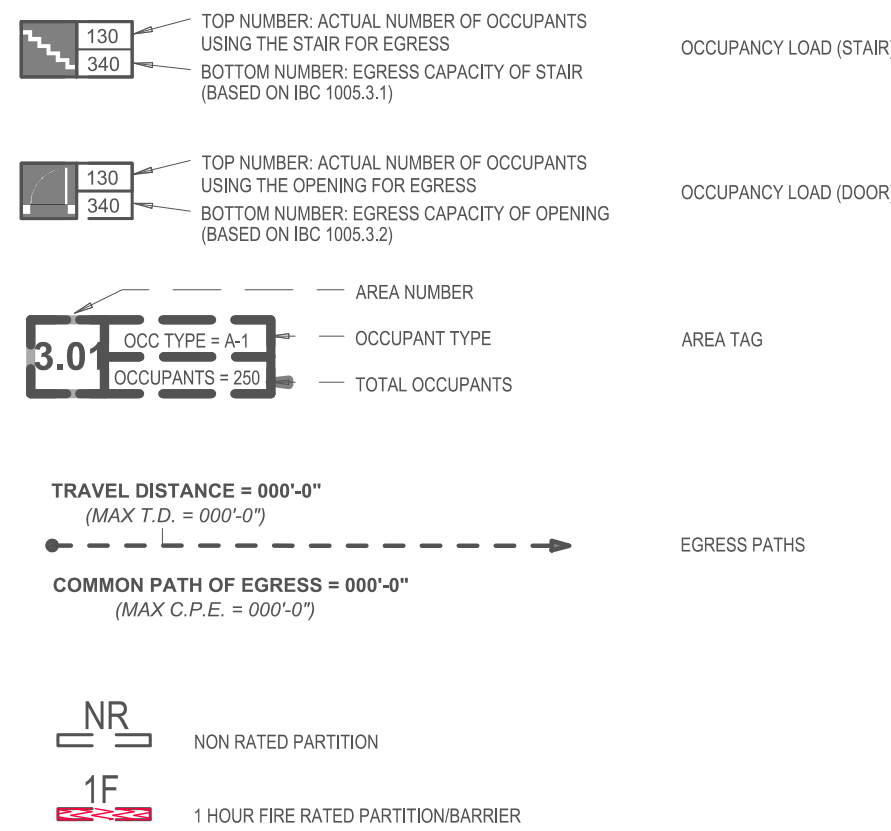 130
340
TOP NUMBER: ACTUAL NUMBER OF OCCUPANTS
USING THE STAIR FOR EGRESS
BOTTOM NUMBER: EGRESS CAPACITY OF STAIR
(BASED ON IBC 1005.3.1)
OCCUPANCY LOAD (STAIR)
130
340
TOP NUMBER: ACTUAL NUMBER OF OCCUPANTS
USING THE OPENING FOR EGRESS
BOTTOM NUMBER: EGRESS CAPACITY OF OPENING
(BASED ON IBC 1005.3.2)
OCCUPANCY LOAD (DOOR)
3.01
OCC TYPE = A-1
OCCUPANTS = 250
AREA NUMBER
OCCUPANT TYPE
TOTAL OCCUPANTS
AREA TAG
TRAVEL DISTANCE = 000'-0"
(MAX T.D. = 000'-0")
COMMON PATH OF EGRESS = 000'-0"
(MAX C.P.E. = 000'-0")
EGRESS PATHS
NR
NON RATED PARTITION
1F
1 HOUR FIRE RATED PARTITION/BARRIER